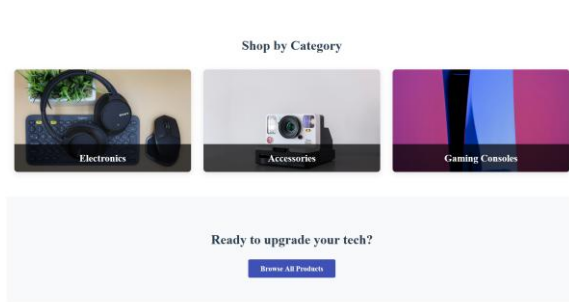 Shop by Category
Electronics
Accessories
Gaming Consoles
Ready to upgrade your tech?
Browse All Products